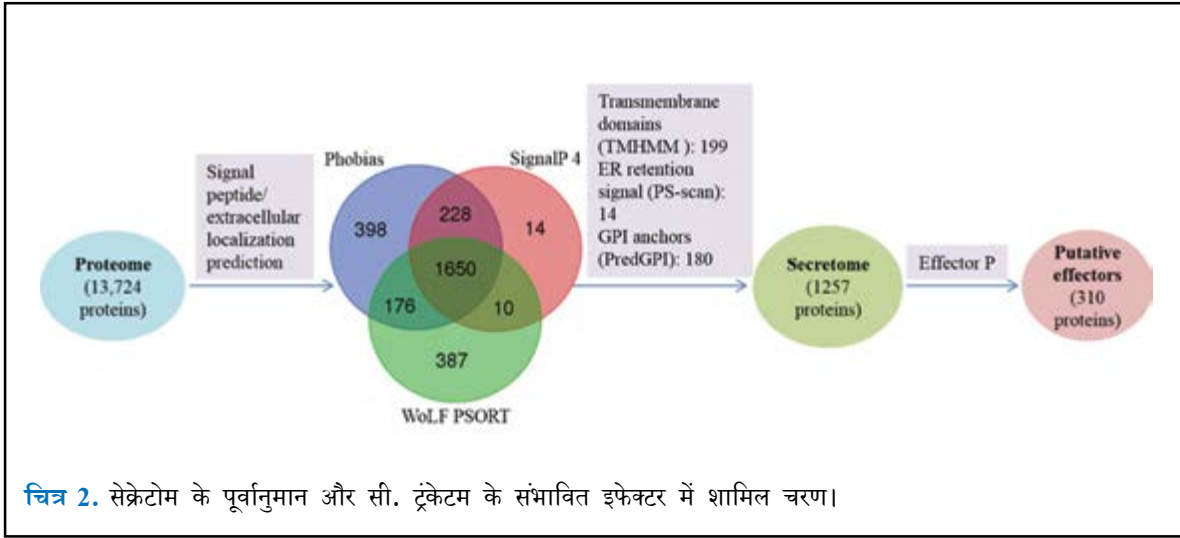 Proteome
(13,724
proteins)
Signal
peptide/
extracellular
localization
prediction
Phobias
SignalP 4
398
228
14
1650
176
10
387
WoLF PSORT
Transmembrane
domains
(TMHMM ): 199
ER retention
signal (PS-scan):
14
GPI anchors
(PredGPI): 180
Secretome
(1257
proteins)
Effector P
Putative
effectors
(310
proteins)
चित्र 2. सेक्रेटोम के पूर्वानुमान और सी. ट्रंकेटम के संभावित इफेक्टर में शामिल चरण।